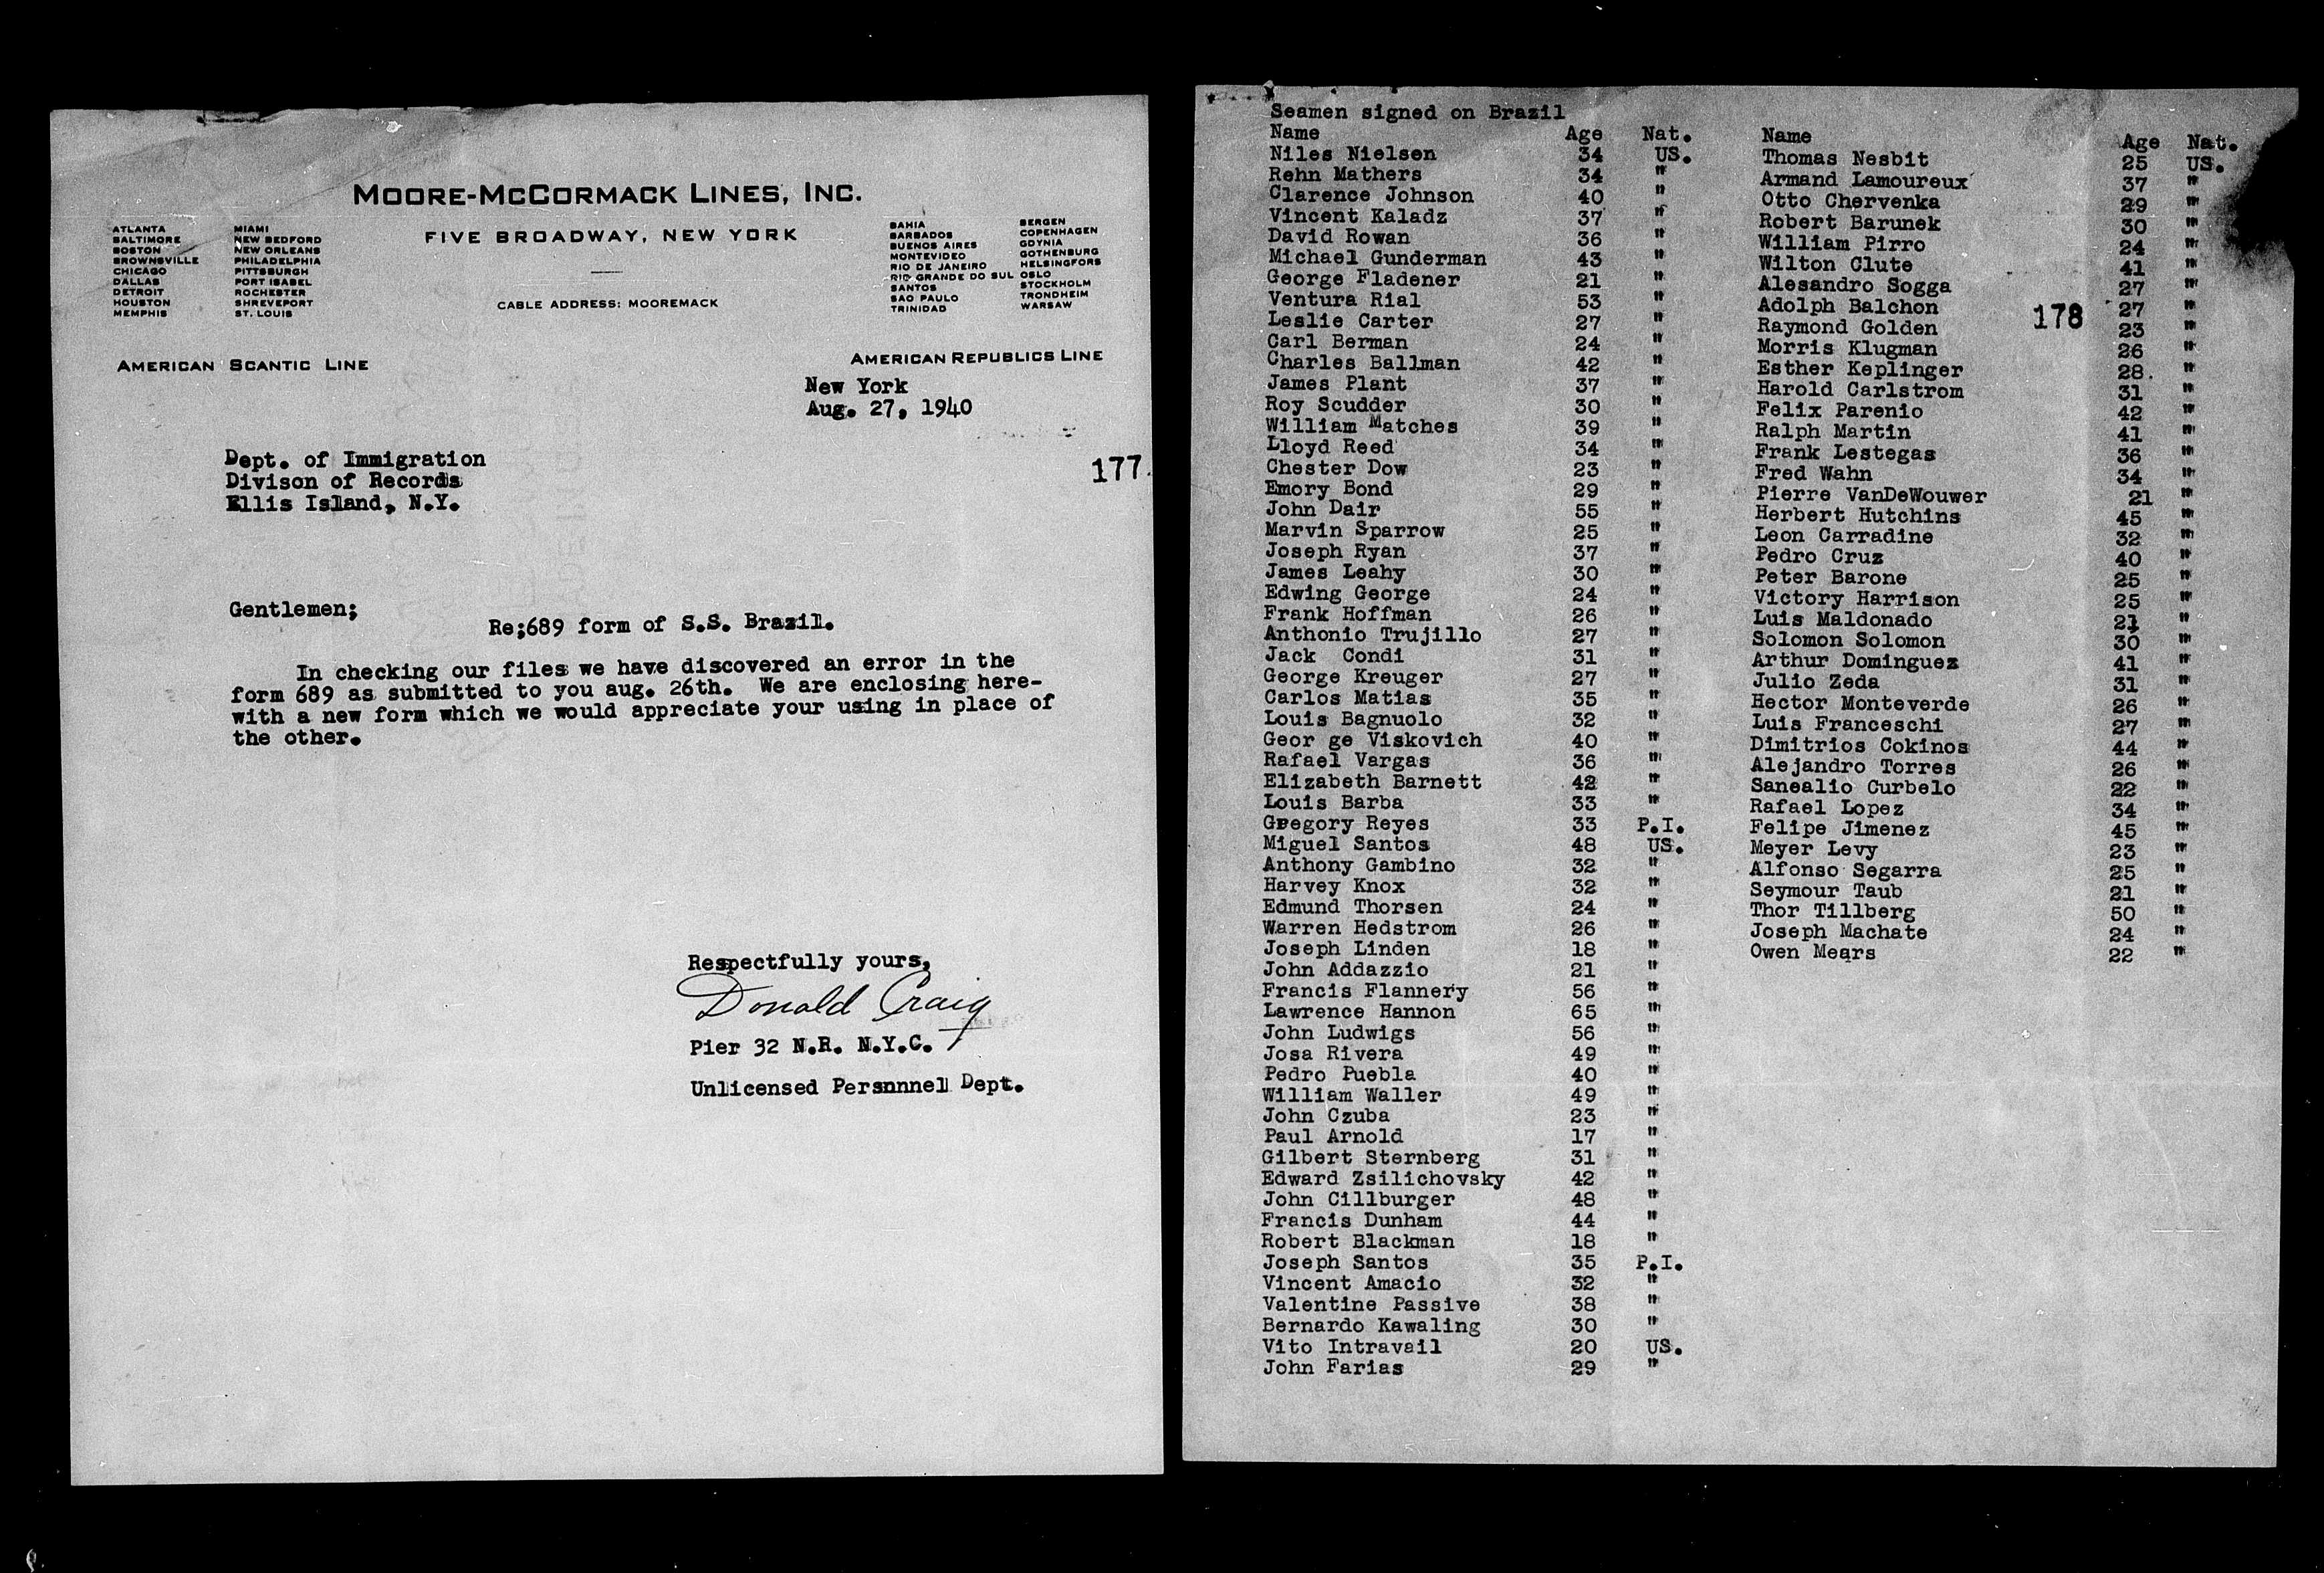 MOORE-MCCORMACK LINES, INC.
FIVE BROADWAY, NEW YORK
CABLE ADDRESS: MOOREMACK
ATLANTA
BALTIMORE
BOSTON
BROWNSVILLE
CHICAGO
DALLAS
DETROIT
HOUSTON
MEMPHIS
MIAMI
NEW BEDFORD
NEW ORLEANS
PHILADELPHIA
PITTSBURGH
PORT ISABEL
ROCHESTER
SHREVEPORT
ST. LOUIS
BAHIA
BARBADOS
BUENOS AIRES
MONTEVIDEO
RIO DE JANEIRO
RIO GRANDE DO SUL
SANTOS
SAO PAULO
TRINIDAD
BERGEN
COPENHAGEN
GDYNIA
GOTHENBURG
HELSINGFORS
OSLO
STOCKHOLM
TRONDHEIM
WARSAW
AMERICAN SCANTIC LINE
AMERICAN REPUBLICS LINE
New York
Aug. 27, 1940
177.
Dept. of Immigration
Divison of Records
Ellis Island, N.Y.
Gentlemen;
Re;689 form of S.S. Brazil.
In checking our files we have discovered an error in the
form 689 as submitted to you aug. 26th. We are enclosing here-
with a new form which we would appreciate your using in place of
the other.
Respectfully yours,
Donald Craig
Pier 32 N.R. N.Y.C.
Unlicensed Persnnnel Dept.
Seamen signed on Brazil
Name Age Nat.
Niles Nielsen 34 US.
Rehn Mathers 34 "
Clarence Johnson 40 "
Vincent Kaladz 37 "
David Rowan 36 "
Michael Gunderman 43 "
George Fladener 21 "
Ventura Rial 53 "
Leslie Carter 27 "
Carl Berman 24 "
Charles Ballman 42 "
James Plant 37 "
Roy Scudder 30 "
William Matches 39 "
Lloyd Reed 34 "
Chester Dow 23 "
Emory Bond 29 "
John Dair 55 "
Marvin Sparrow 25 "
Joseph Ryan 37 "
James Leahy 30 "
Edwing George 24 "
Frank Hoffman 26 "
Anthonio Trujillo 27 "
Jack Condi 31 "
George Kreuger 27 "
Carlos Matias 35 "
Louis Bagnuolo 32 "
Geor ge Viskovich 40 "
Rafael Vargas 36 "
Elizabeth Barnett 42 "
Louis Barba 33 "
Gregory Reyes 33 P.I.
Miguel Santos 48 US.
Anthony Gambino 32 "
Harvey Knox 32 "
Edmund Thorsen 24 "
Warren Hedstrom 26 "
Joseph Linden 18 "
John Addazzio 21 "
Francis Flannery 56 "
Lawrence Hannon 65 "
John Ludwigs 56 "
Josa Rivera 49 "
Pedro Puebla 40 "
William Waller 49 "
John Czuba 23 "
Paul Arnold 17 "
Gilbert Sternberg 31 "
Edward Zsilichovsky 42 "
John Cillburger 48 "
Francis Dunham 44 "
Robert Blackman 18 "
Joseph Santos 35 P.I.
Vincent Amacio 32 "
Valentine Passive 38 "
Bernardo Kawaling 30 "
Vito Intravail 20 US.
John Farias 29 "
Name Age Nat.
Thomas Nesbit 25 US.
Armand Lamoureux 37 "
Otto Chervenka 29 "
Robert Barunek 30 "
William Pirro 24 "
Wilton Clute 41 "
Alesandro Sogga 27 "
Adolph Balchon 27 "
178
Raymond Golden 23 "
Morris Klugman 26 "
Esther Keplinger 28. "
Harold Carlstrom 31 "
Felix Parenio 42 "
Ralph Martin 41 "
Frank Lestegas 36 "
Fred Wahn 34 "
Pierre VanDeWouwer 21 "
Herbert Hutchins 45 "
Leon Carradine 32 "
Pedro Cruz 40 "
Peter Barone 25 "
Victory Harrison 25 "
Luis Maldonado 21 "
Solomon Solomon 30 "
Arthur Dominguez 41 "
Julio Zeda 31 "
Hector Monteverde 26 "
Luis Franceschi 27 "
Dimitrios Cokinos 44 "
Alejandro Torres 26 "
Sanealio Curbelo 22 "
Rafael Lopez 34 "
Felipe Jimenez 45 "
Meyer Levy 23 "
Alfonso Segarra 25 "
Seymour Taub 21 "
Thor Tillberg 50 "
Joseph Machate 24 "
Owen Mears 22 "